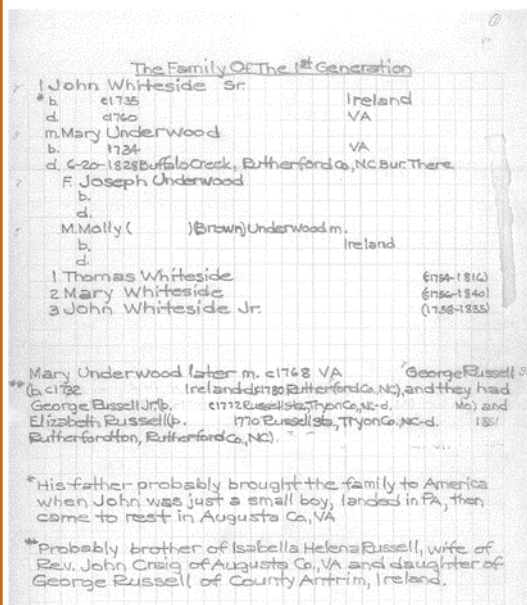 The Family Of The 1st Generation
1 John Whiteside Sr.
* b. c1735 Ireland
d. c1760 VA
m. Mary Underwood
b. 1734 VA
d. 6-20-1828 Buffalo Creek, Rutherford Co, NC Bur. There
F. Joseph Underwood
b.
d.
M. Molly ( )(Brown) Underwood m.
b. Ireland
d.
1 Thomas Whiteside (c1754-1816)
2 Mary Whiteside (c1756-1840)
3 John Whiteside Jr. (1758-1835)
Mary Underwood later m. c1768 VA George Russell
** (b. c1732 Ireland d. 1780 Rutherford Co, NC), and they had
George Russell Jr. (b. c1772 Russell sta, Tryon Co, NC-d. Mo) and
Elizabeth Russell (b. 1770 Russell sta, Tryon Co, NC-d.
Rutherfordton, Rutherford Co, NC).
*His father probably brought the family to America
when John was just a small boy, landed in PA, then
came to rest in Augusta Co, VA
**Probably brother of Isabella Helena Russell, wife of
Rev. John Craig of Augusta Co, VA and daughter of
George Russell of County Antrim, Ireland.